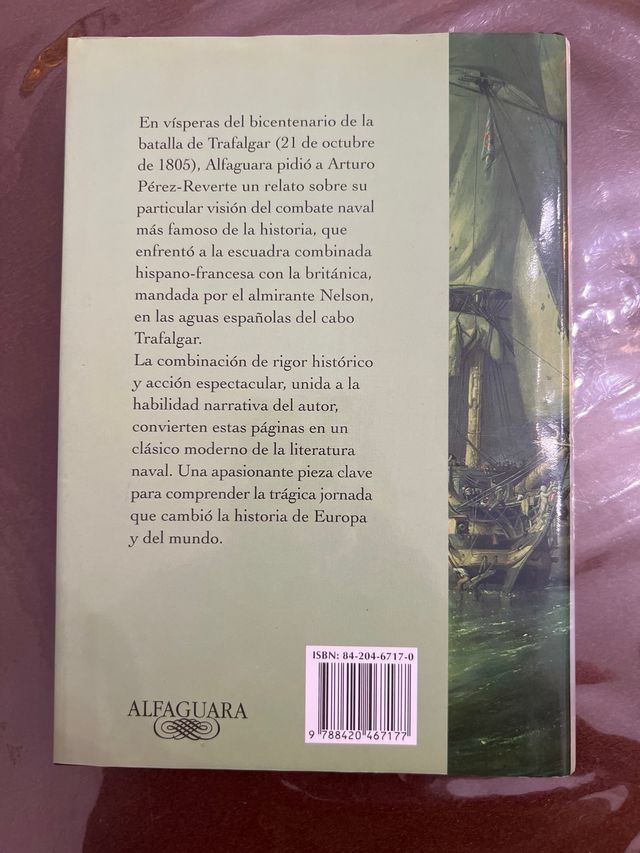 En vísperas del bicentenario de la
batalla de Trafalgar (21 de octubre
de 1805), Alfaguara pidió a Arturo
Pérez-Reverte un relato sobre su
particular visión del combate naval
más famoso de la historia, que
enfrentó a la escuadra combinada
hispano-francesa con la británica,
mandada por el almirante Nelson,
en las aguas españolas del cabo
Trafalgar.
La combinación de rigor histórico
y acción espectacular, unida a la
habilidad narrativa del autor,
convierten estas páginas en un
clásico moderno de la literatura
naval. Una apasionante pieza clave
para comprender la trágica jornada
que cambió la historia de Europa
y del mundo.
ISBN: 84-204-6717-0
9 788420 467177
ALFAGUARA